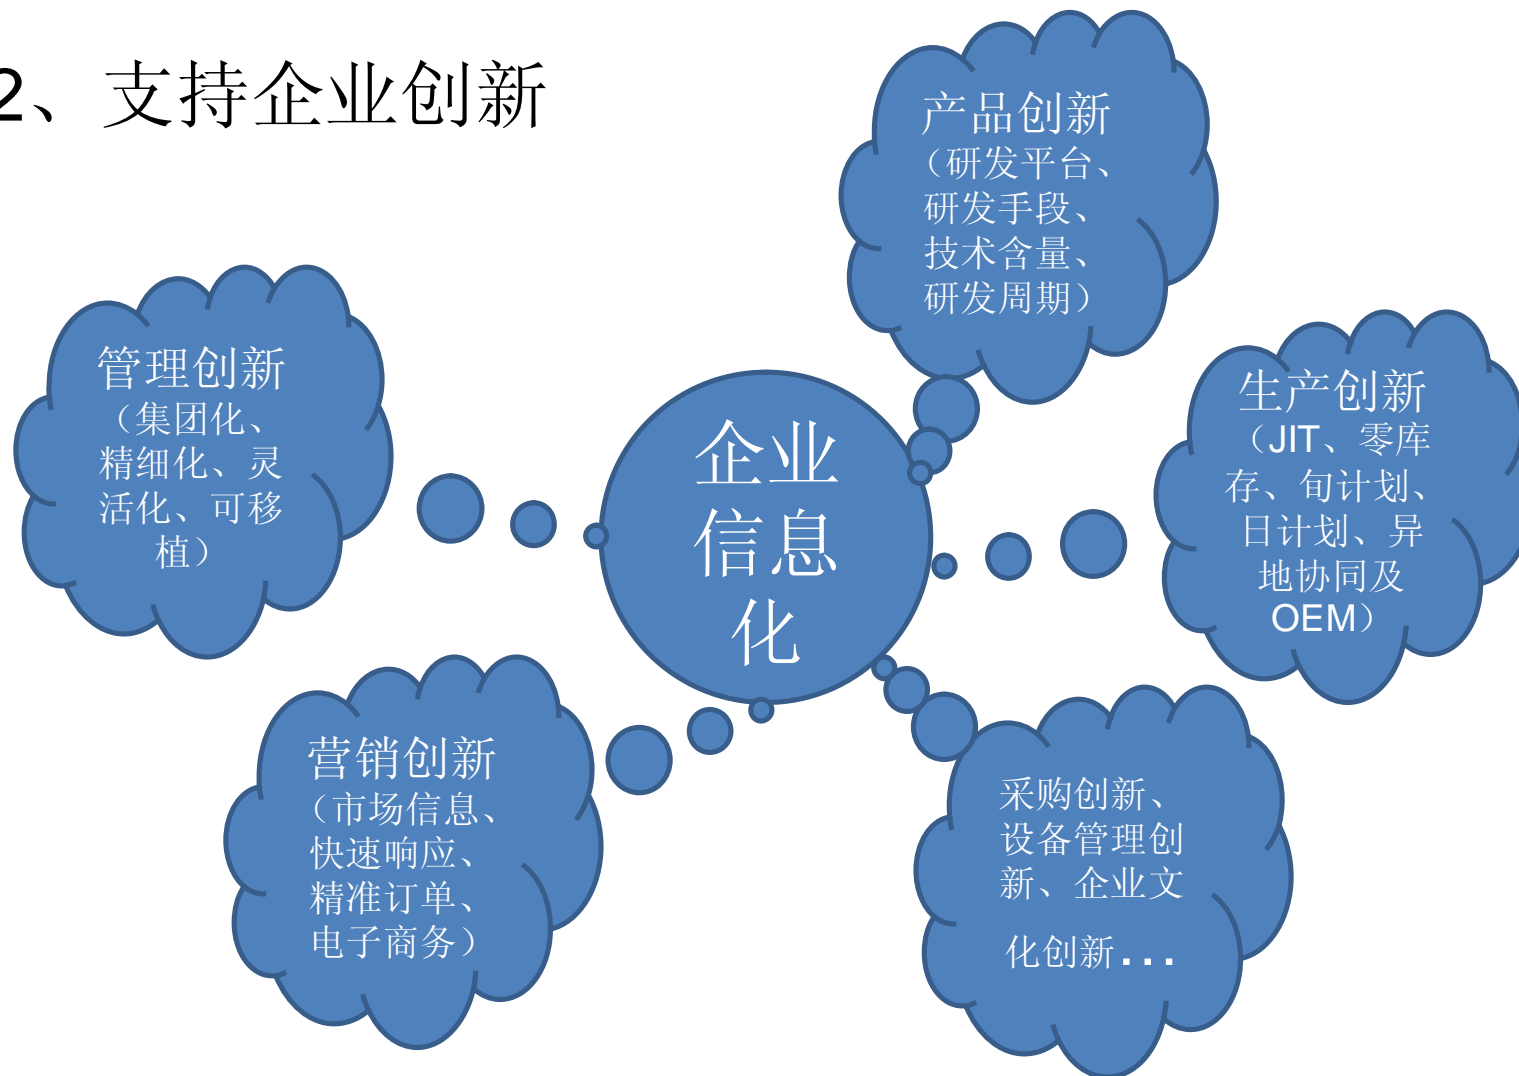 2、支持企业创新
产品创新
（研发平台、
研发手段、
技术含量、
研发周期）
管理创新
（集团化、
精细化、灵
活化、可移
植）
企业
信息
化
生产创新
（JIT、零库
存、旬计划、
日计划、异
地协同及
OEM）
营销创新
（市场信息、
快速响应、
精准订单、
电子商务）
采购创新、
设备管理创
新、企业文
化创新...